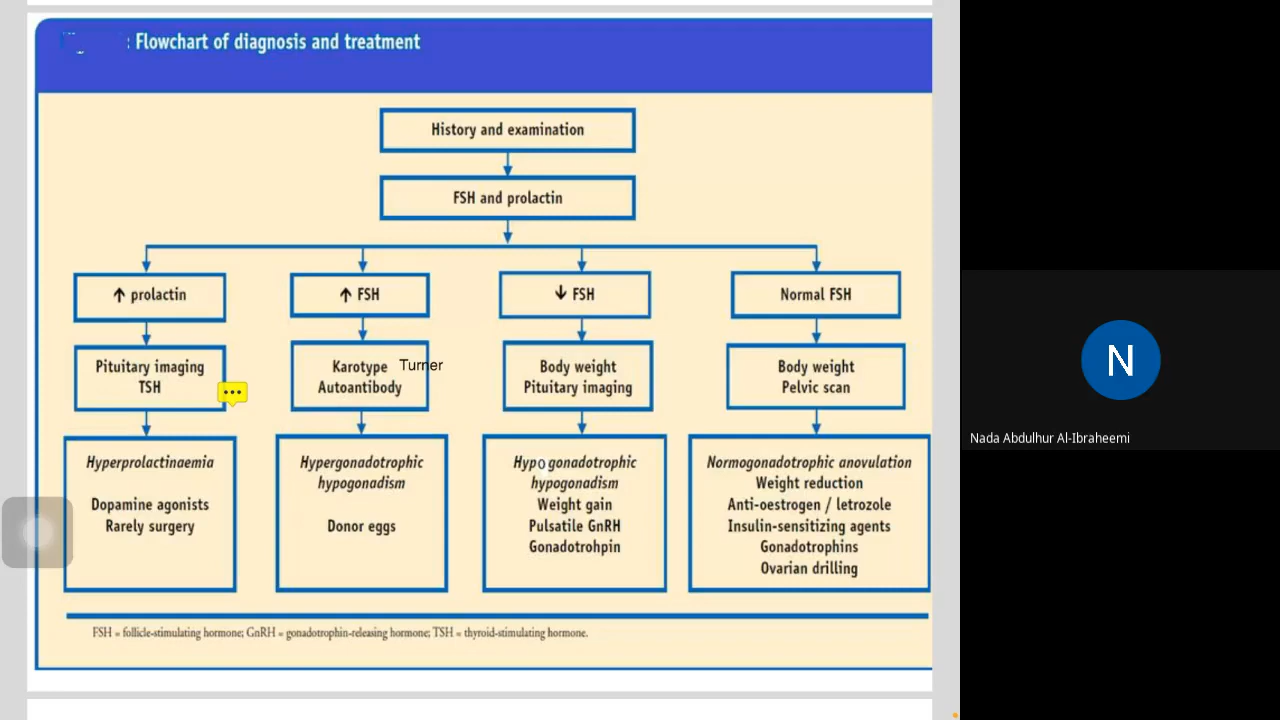 : Flowchart of diagnosis and treatment
History and examination
FSH and prolactin
↑ prolactin
↑ FSH
↓ FSH
Normal FSH
Pituitary imaging
TSH
Karotype
Autoantibody
Turner
Body weight
Pituitary imaging
Body weight
Pelvic scan
Hyperprolactinaemia
Dopamine agonists
Rarely surgery
Hypergonadotrophic
hypogonadism
Donor eggs
Hypogonadotrophic
hypogonadism
Weight gain
Pulsatile GnRH
Gonadotrohpin
Normogonadotrophic anovulation
Weight reduction
Anti-oestrogen / letrozole
Insulin-sensitizing agents
Gonadotrophins
Ovarian drilling
FSH = follicle-stimulating hormone; GnRH = gonadotrophin-releasing hormone; TSH = thyroid-stimulating hormone.
N
Nada Abdulhur Al-Ibraheemi